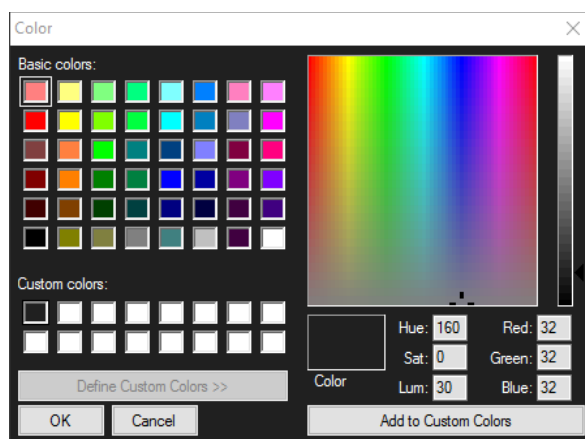 Color
Basic colors:
Custom colors:
Define Custom Colors >>
OK Cancel
Color
Hue: 160 Red: 32
Sat: 0 Green: 32
Lum: 30 Blue: 32
Add to Custom Colors